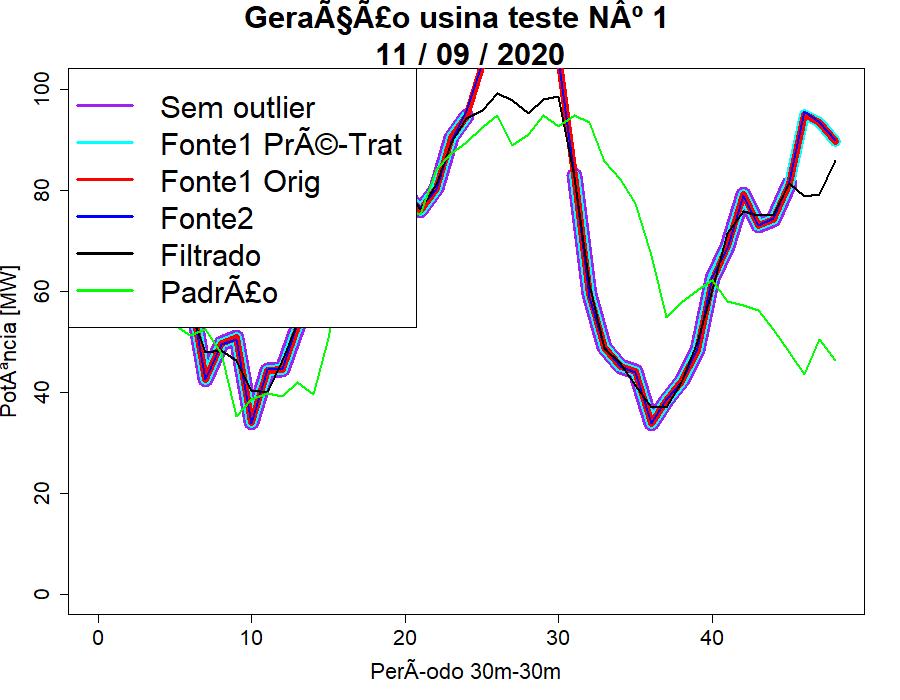 GeraÃ§Ã£o usina teste NÂº 1
11 / 09 / 2020
Sem outlier
Fonte1 PrÃ©-Trat
Fonte1 Orig
Fonte2
Filtrado
PadrÃ£o
PotÃªncia [MW]
100
80
60
40
20
0
0 10 20 30 40
PerÃ­odo 30m-30m